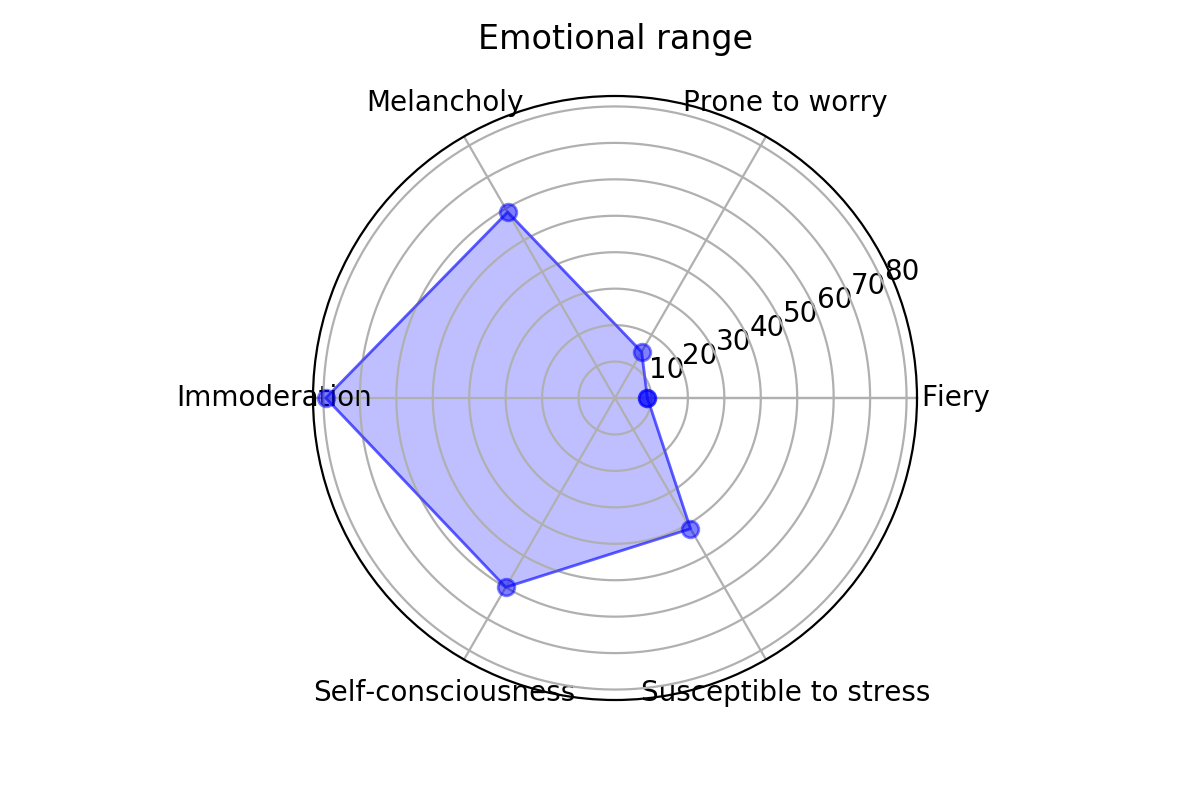 Emotional range
Melancholy
Prone to worry
80
70
60
50
40
30
20
10
Immoderation
Fiery
Self-consciousness
Susceptible to stress